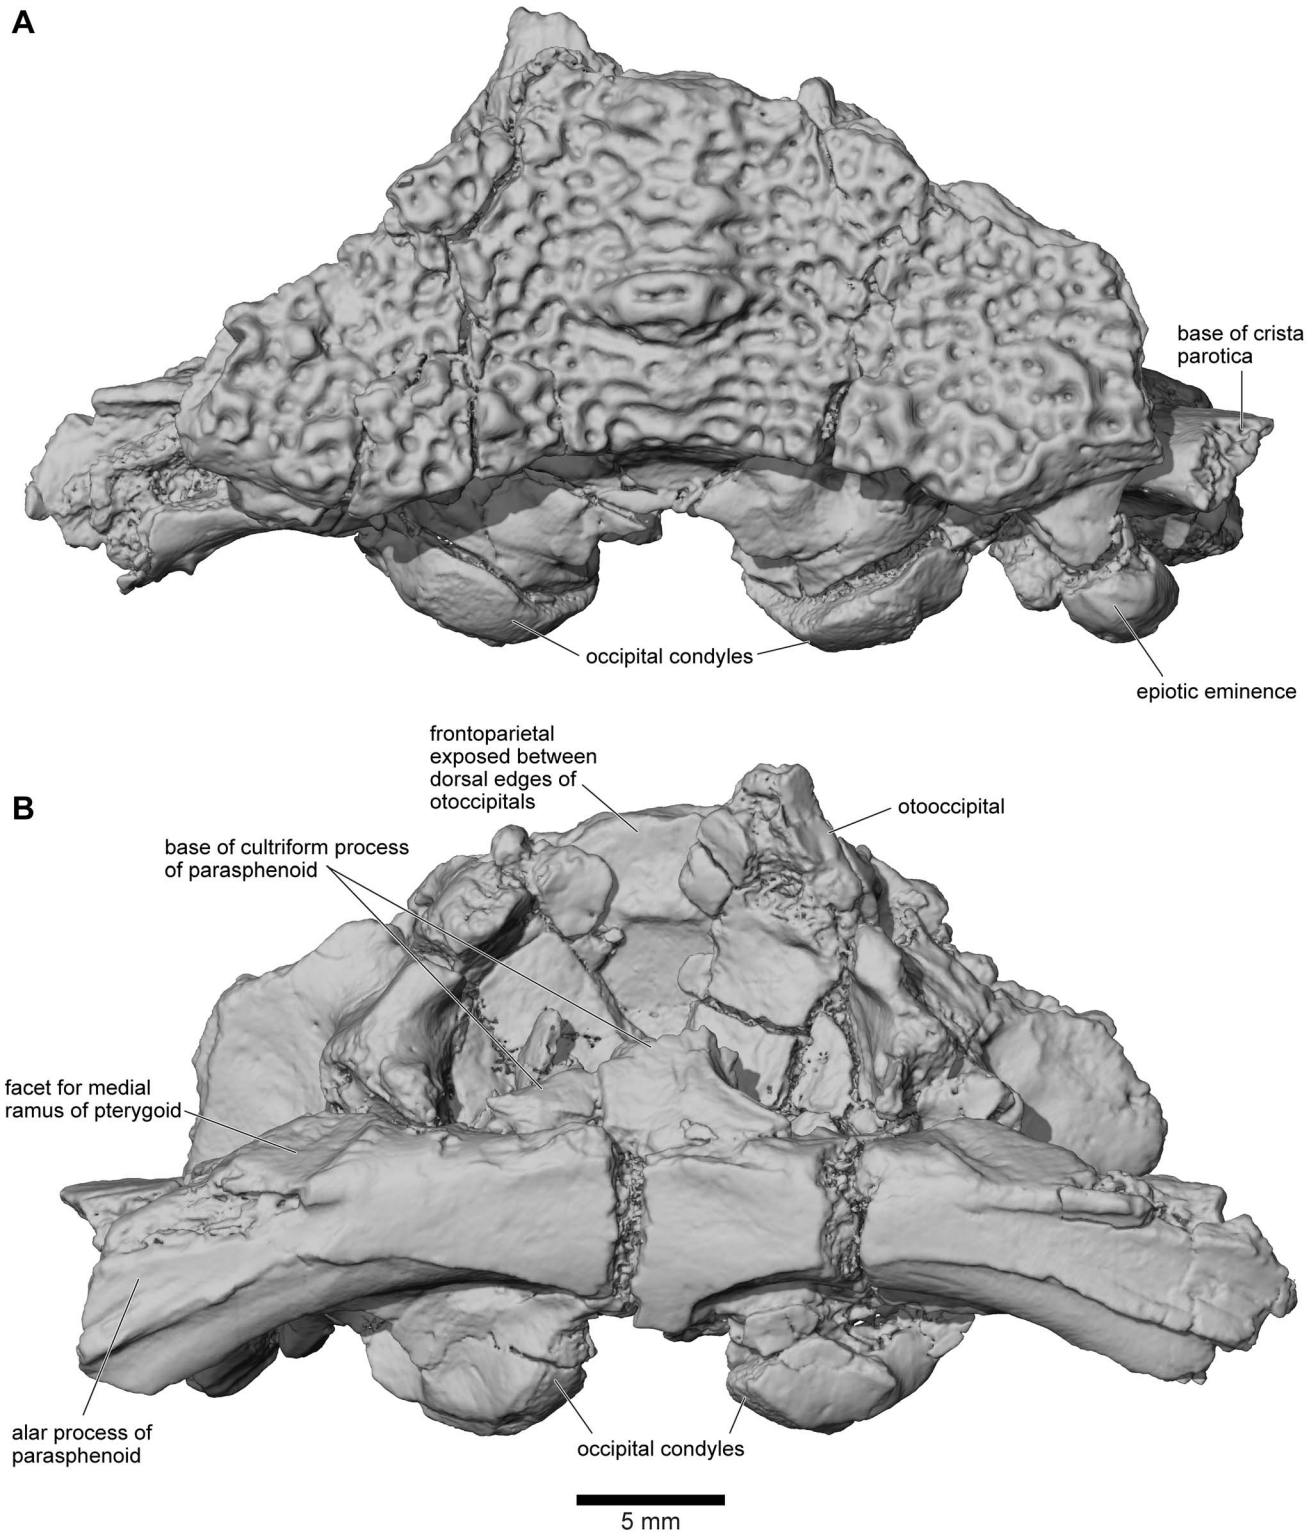 A
base of crista
parotica
occipital condyles
epiotic eminence
frontoparietal
exposed between
dorsal edges of
otoccipitals
B
otooccipital
base of cultriform process
of parasphenoid
facet for medial
ramus of pterygoid
alar process of
parasphenoid
occipital condyles
5 mm